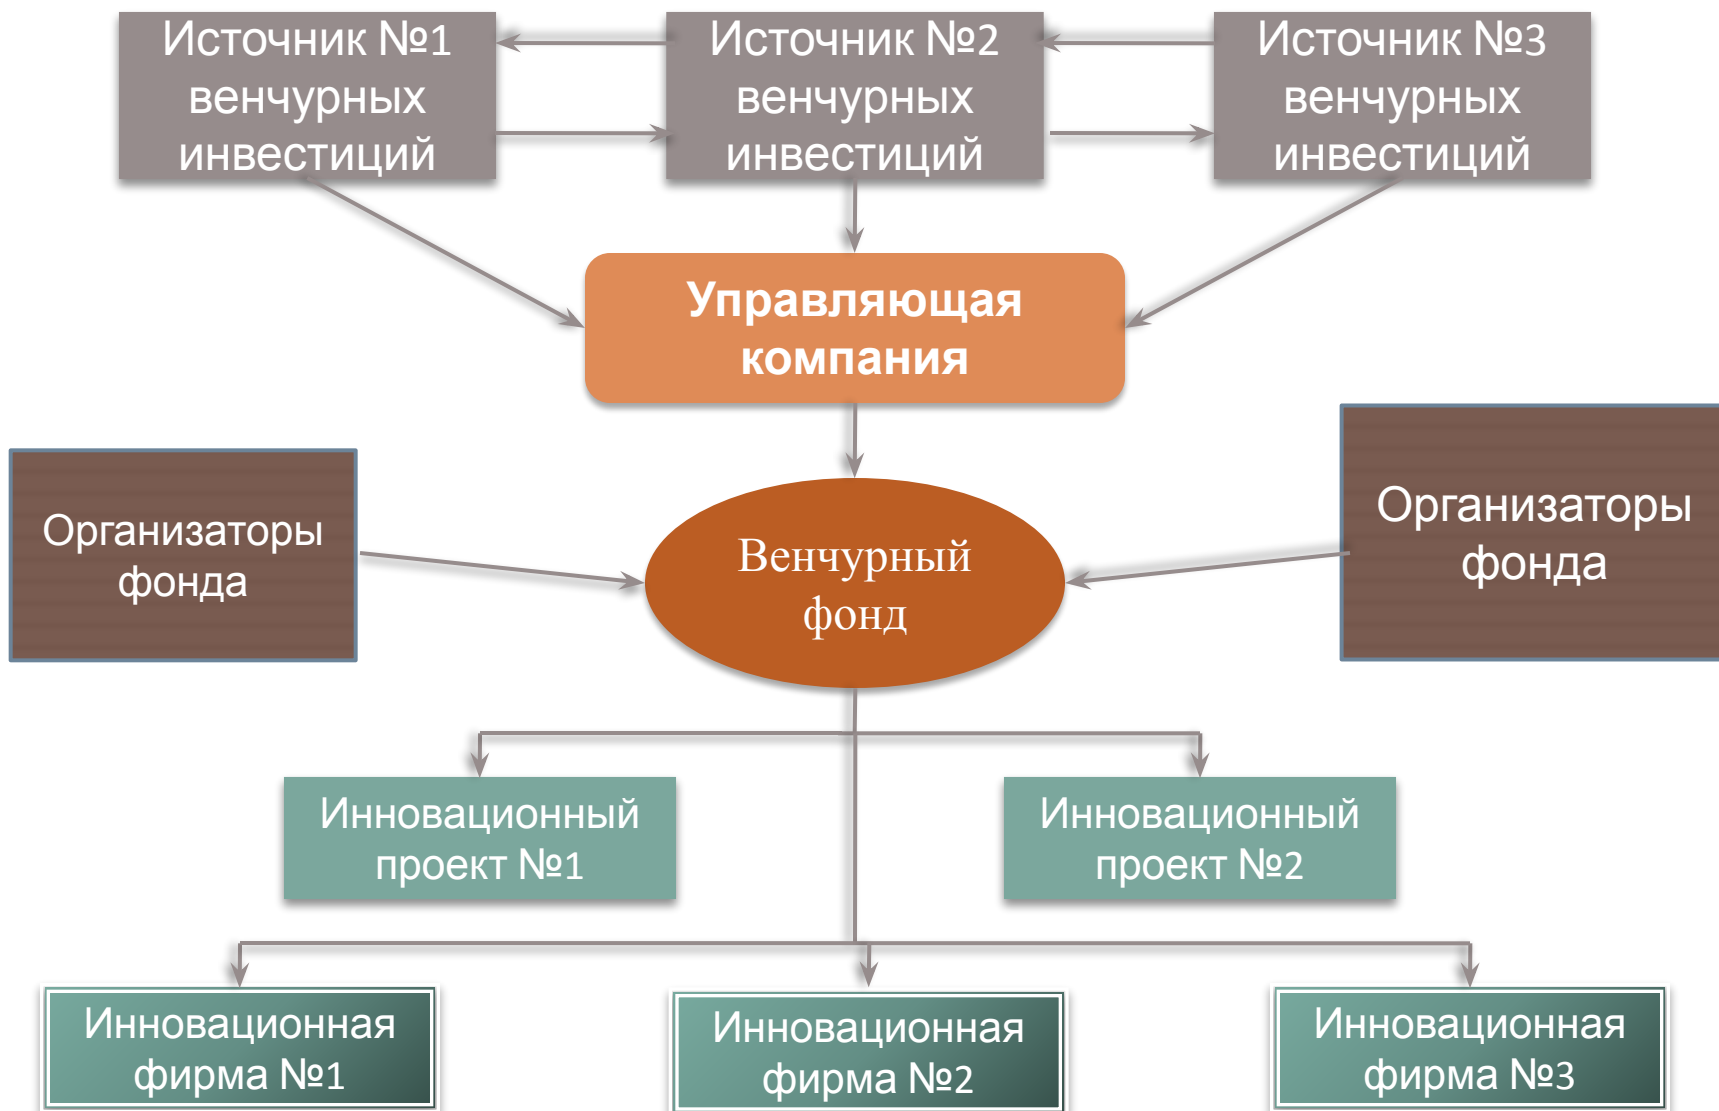 Источник №1
венчурных
инвестиций
Источник №2
венчурных
инвестиций
Источник №3
венчурных
инвестиций
Управляющая
компания
Организаторы
фонда
Венчурный
фонд
Организаторы
фонда
Инновационный
проект №1
Инновационный
проект №2
Инновационная
фирма №1
Инновационная
фирма №2
Инновационная
фирма №3